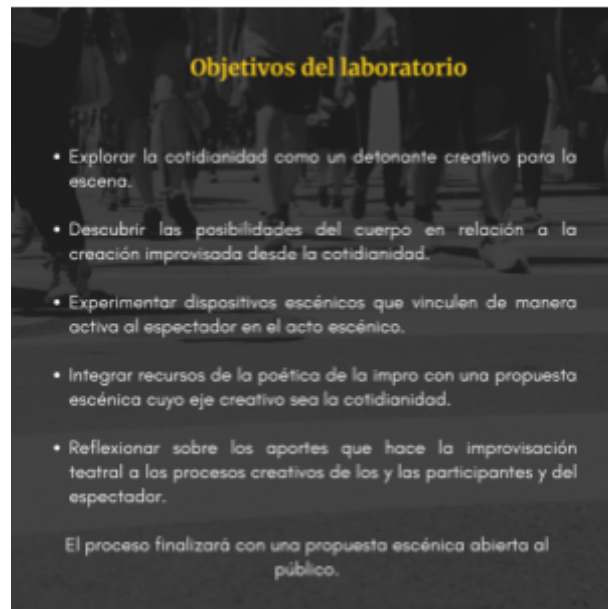 Objetivos del laboratorio
• Explorar la cotidianidad como un detonante creativo para la
escena.
• Descubrir las posibilidades del cuerpo en relación a la
creación improvisada desde la cotidianidad.
• Experimentar dispositivos escénicos que vinculen de manera
activa al espectador en el acto escénico.
• Integrar recursos de la poética de la impro con una propuesta
escénica cuyo eje creativo sea la cotidianidad.
• Reflexionar sobre los aportes que hace la improvisación
teatral a los procesos creativos de los y las participantes y del
espectador.
El proceso finalizará con una propuesta escénica abierta al
público.